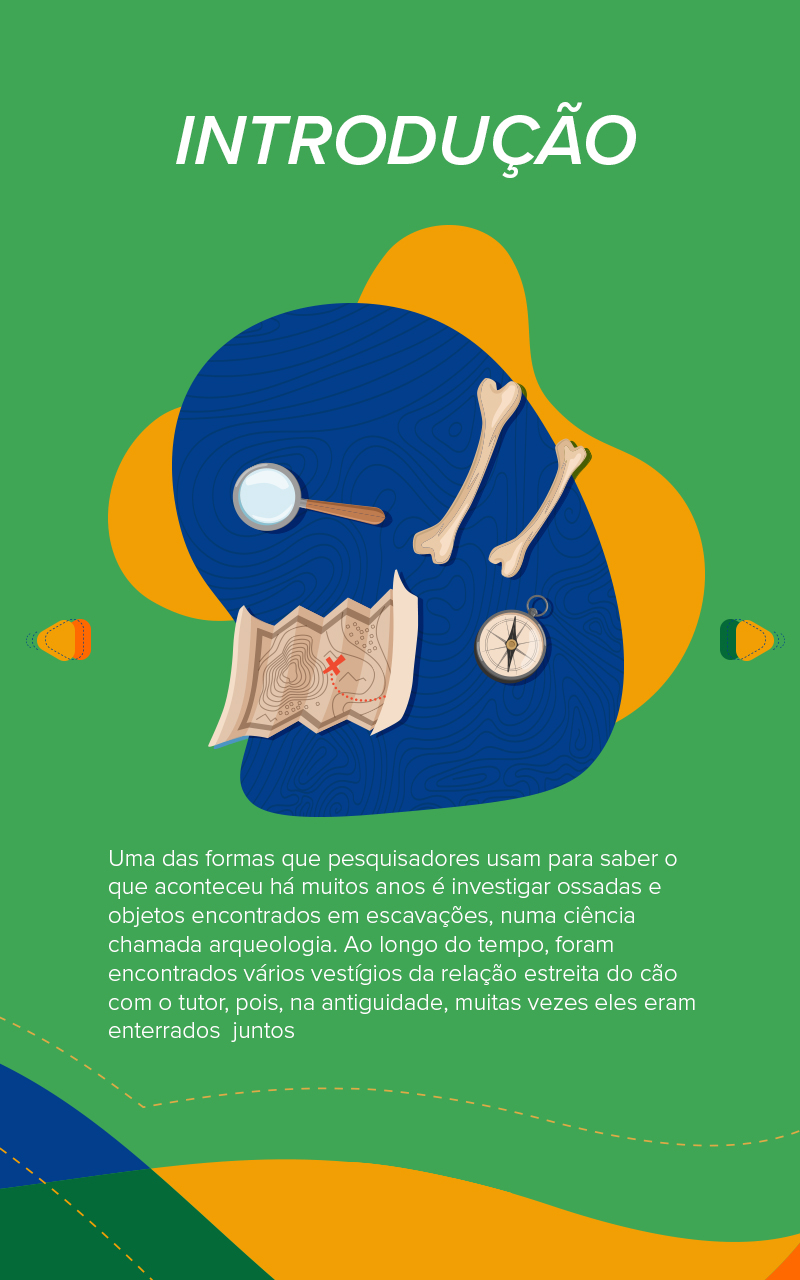 INTRODUÇÃO
Uma das formas que pesquisadores usam para saber o
que aconteceu há muitos anos é investigar ossadas e
objetos encontrados em escavações, numa ciência
chamada arqueologia. Ao longo do tempo, foram
encontrados vários vestígios da relação estreita do cão
com o tutor, pois, na antiguidade, muitas vezes eles eram
enterrados  juntos